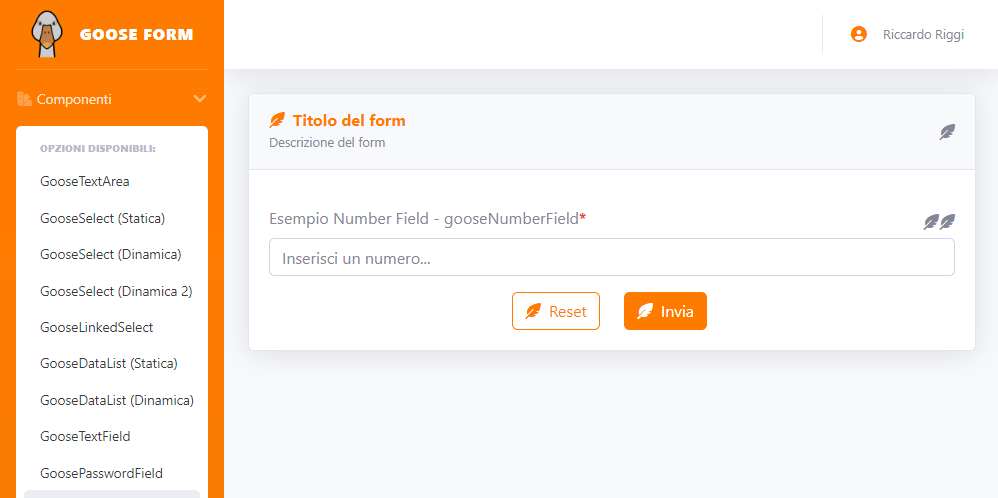 GOOSE FORM
Riccardo Riggi
Componenti
OPZIONI DISPONIBILI:
GooseTextArea
GooseSelect (Statica)
GooseSelect (Dinamica)
GooseSelect (Dinamica 2)
GooseLinkedSelect
GooseDataList (Statica)
GooseDataList (Dinamica)
GooseTextField
GoosePasswordField
Titolo del form
Descrizione del form
Esempio Number Field - gooseNumberField*
Inserisci un numero...
Reset
Invia